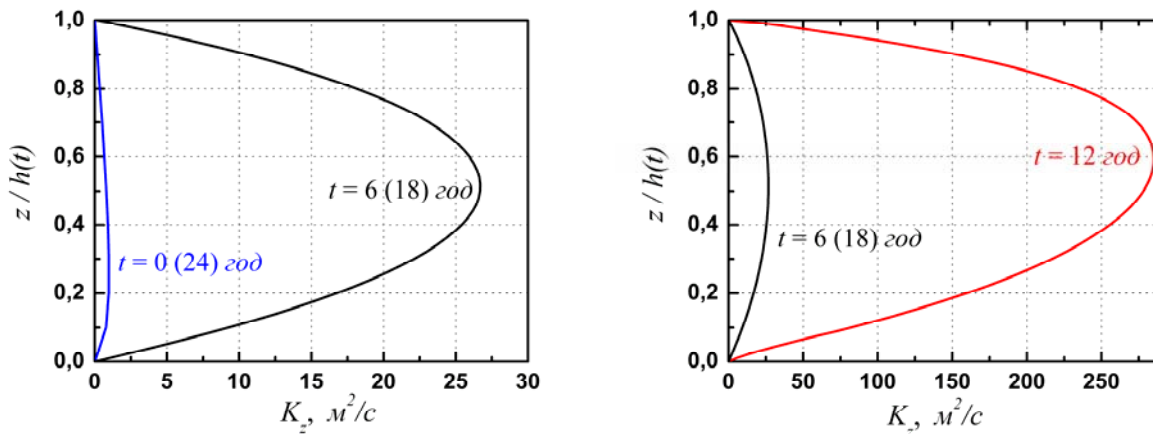 1,0
0,8
0,6
0,4
0,2
0,0
z / h(t)
t = 6 (18) год
t = 0 (24) год
0 5 10 15 20 25 30
K_z, м²/с
1,0
0,8
0,6
0,4
0,2
0,0
z / h(t)
t = 12 год
t = 6 (18) год
0 50 100 150 200 250
K_z, м²/с